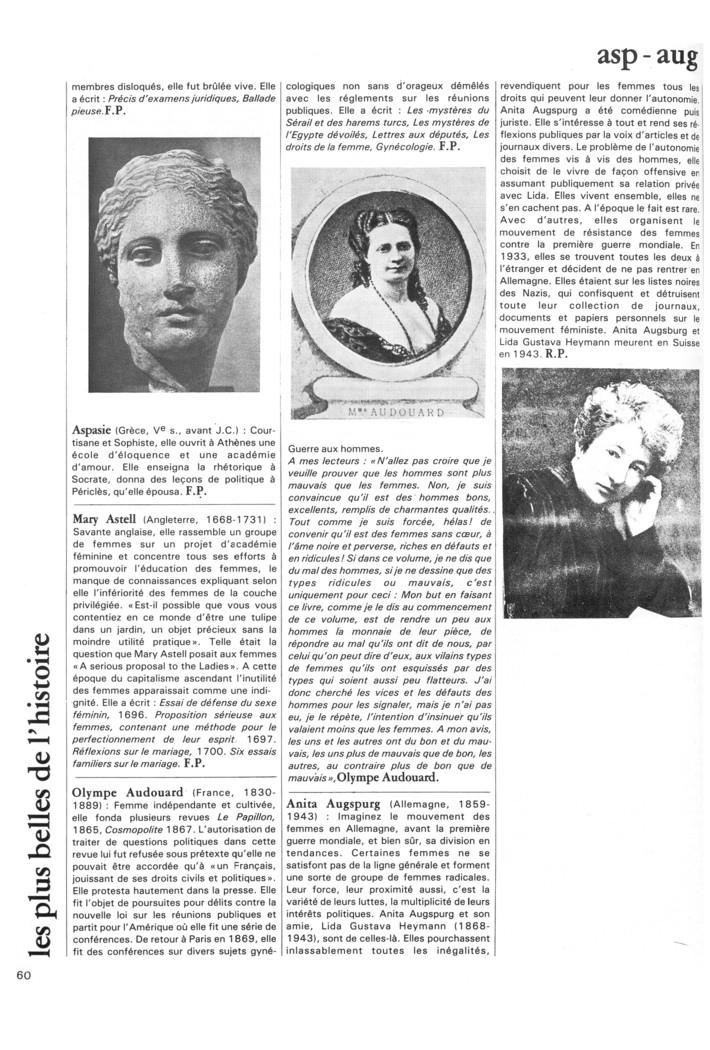 asp - aug
membres disloqués, elle fut brûlée vive. Elle
a écrit : Précis d'examens juridiques, Ballade
pieuse. F.P.
Aspasie (Grèce, Ve s., avant J.C.) : Cour-
tisane et Sophiste, elle ouvrit à Athènes une
école d'éloquence et une académie
d'amour. Elle enseigna la rhétorique à
Socrate, donna des leçons de politique à
Périclès, qu'elle épousa. F.P.
Mary Astell (Angleterre, 1668-1731) :
Savante anglaise, elle rassemble un groupe
de femmes sur un projet d'académie
féminine et concentre tous ses efforts à
promouvoir l'éducation des femmes, le
manque de connaissances expliquant selon
elle l'infériorité des femmes de la couche
privilégiée. «Est-il possible que vous vous
contentiez en ce monde d'être une tulipe
dans un jardin, un objet précieux sans la
moindre utilité pratique». Telle était la
question que Mary Astell posait aux femmes
«A serious proposal to the Ladies». A cette
époque du capitalisme ascendant l'inutilité
des femmes apparaissait comme une indi-
gnité. Elle a écrit : Essai de défense du sexe
féminin, 1696. Proposition sérieuse aux
femmes, contenant une méthode pour le
perfectionnement de leur esprit. 1697.
Réflexions sur le mariage, 1700. Six essais
familiers sur le mariage. F.P.
Olympe Audouard (France, 1830-
1889) : Femme indépendante et cultivée,
elle fonda plusieurs revues Le Papillon,
1865, Cosmopolite 1867. L'autorisation de
traiter de questions politiques dans cette
revue lui fut refusée sous prétexte qu'elle ne
pouvait être accordée qu'à «un Français,
jouissant de ses droits civils et politiques».
Elle protesta hautement dans la presse. Elle
fit l'objet de poursuites pour délits contre la
nouvelle loi sur les réunions publiques et
partit pour l'Amérique où elle fit une série de
conférences. De retour à Paris en 1869, elle
fit des conférences sur divers sujets gyné-
cologiques non sans d'orageux démêlés
avec les réglements sur les réunions
publiques. Elle a écrit : Les mystères du
Sérail et des harems turcs, Les mystères de
l'Egypte dévoilés, Lettres aux députés, Les
droits de la femme, Gynécologie. F.P.
Mme AUDOUARD
Guerre aux hommes.
A mes lecteurs : «N'allez pas croire que je
veuille prouver que les hommes sont plus
mauvais que les femmes. Non, je suis
convaincue qu'il est des hommes bons,
excellents, remplis de charmantes qualités.
Tout comme je suis forcée, hélas! de
convenir qu'il est des femmes sans cœur, à
l'âme noire et perverse, riches en défauts et
en ridicules! Si dans ce volume, je ne dis que
du mal des hommes, si je ne dessine que des
types ridicules ou mauvais, c'est
uniquement pour ceci : Mon but en faisant
ce livre, comme je le dis au commencement
de ce volume, est de rendre un peu aux
hommes la monnaie de leur pièce, de
répondre au mal qu'ils ont dit de nous, par
celui qu'on peut dire d'eux, aux vilains types
de femmes qu'ils ont esquissés par des
types qui soient aussi peu flatteurs. J'ai
donc cherché les vices et les défauts des
hommes pour les signaler, mais je n'ai pas
eu, je le répète, l'intention d'insinuer qu'ils
valaient moins que les femmes. A mon avis,
les uns et les autres ont du bon et du mau-
vais, les uns plus de mauvais que de bon, les
autres, au contraire plus de bon que de
mauvais», Olympe Audouard.
Anita Augspurg (Allemagne, 1859-
1943) : Imaginez le mouvement des
femmes en Allemagne, avant la première
guerre mondiale, et bien sûr, sa division en
tendances. Certaines femmes ne se
satisfont pas de la ligne générale et forment
une sorte de groupe de femmes radicales.
Leur force, leur proximité aussi, c'est la
variété de leurs luttes, la multiplicité de leurs
intérêts politiques. Anita Augspurg et son
amie, Lida Gustava Heymann (1868-
1943), sont de celles-là. Elles pourchassent
inlassablement toutes les inégalités,
revendiquent pour les femmes tous les
droits qui peuvent leur donner l'autonomie.
Anita Augspurg a été comédienne puis
juriste. Elle s'intéresse à tout et rend ses ré-
flexions publiques par la voix d'articles et de
journaux divers. Le problème de l'autonomie
des femmes vis à vis des hommes, elle
choisit de le vivre de façon offensive en
assumant publiquement sa relation privée
avec Lida. Elles vivent ensemble, elles ne
s'en cachent pas. A l'époque le fait est rare.
Avec d'autres, elles organisent le
mouvement de résistance des femmes
contre la première guerre mondiale. En
1933, elles se trouvent toutes les deux à
l'étranger et décident de ne pas rentrer en
Allemagne. Elles étaient sur les listes noires
des Nazis, qui confisquent et détruisent
toute leur collection de journaux,
documents et papiers personnels sur le
mouvement féministe. Anita Augsburg et
Lida Gustava Heymann meurent en Suisse
en 1943. R.P.
les plus belles de l'histoire
60